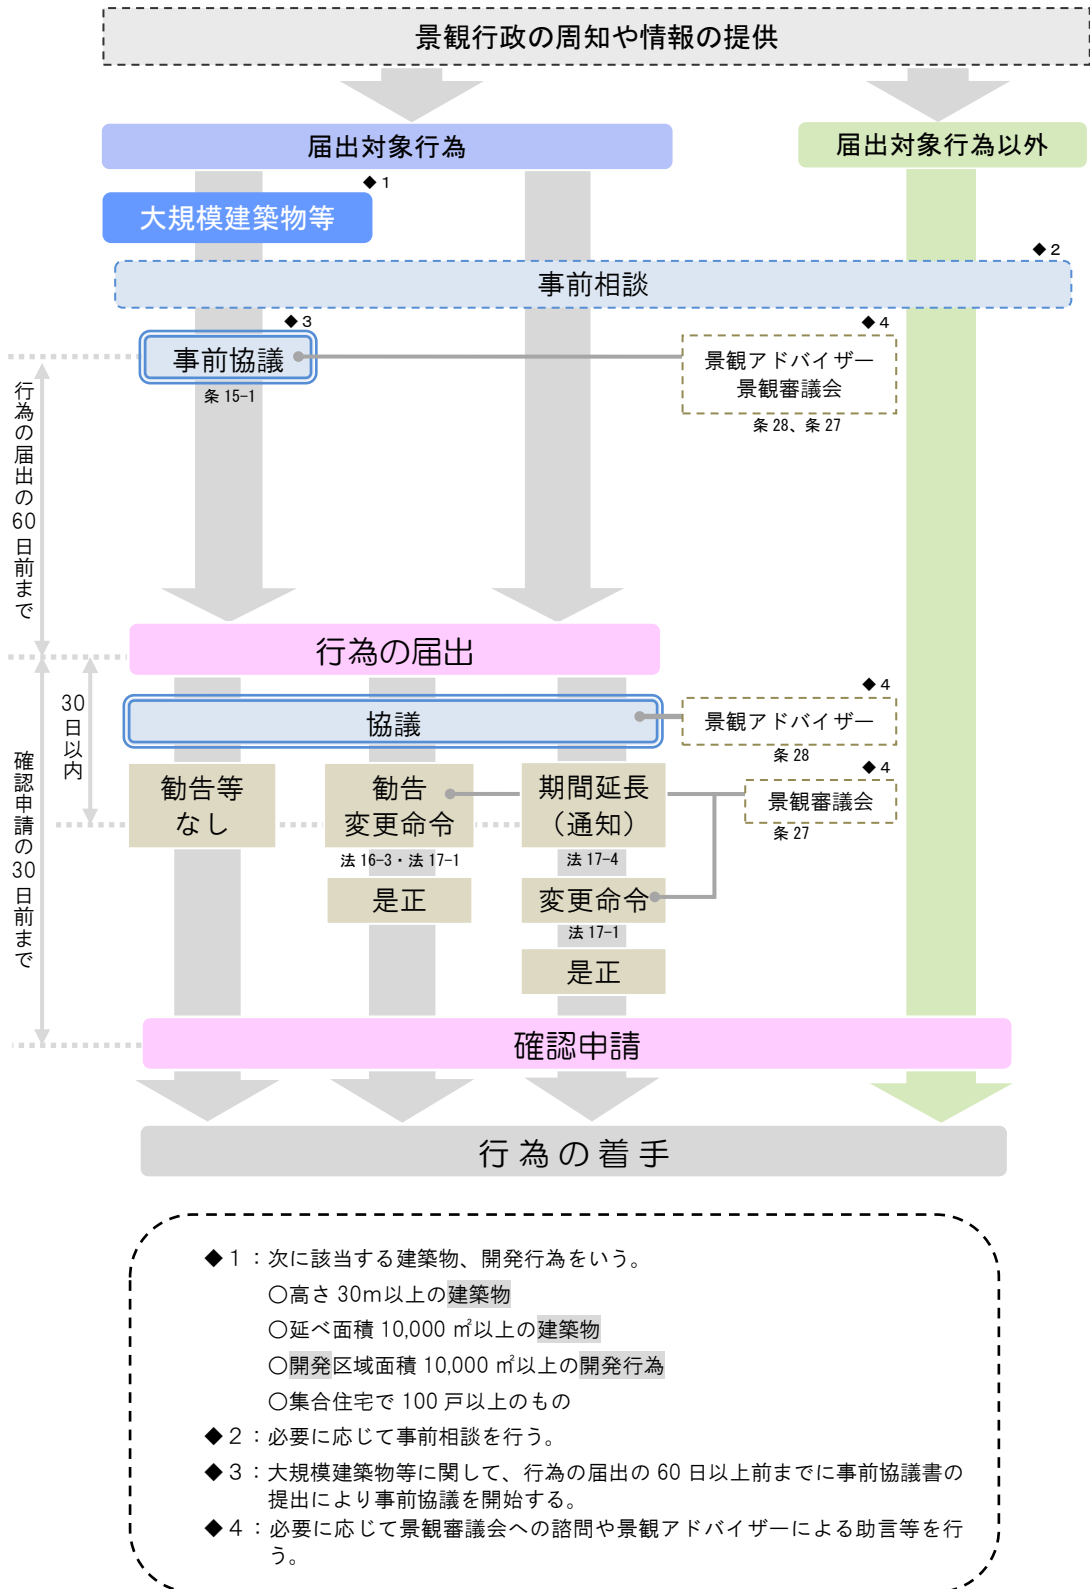 景観行政の周知や情報の提供
届出対象行為
届出対象行為以外
◆1
大規模建築物等
◆2
事前相談
◆3
◆4
事前協議
景観アドバイザー
景観審議会
条 15-1
条 28、条 27
行為の届出の60日前まで
行為の届出
30日以内
確認申請の30日前まで
◆4
協議
景観アドバイザー
条 28
◆4
勧告等
なし
勧告
変更命令
期間延長
（通知）
景観審議会
条 27
法 16-3・法 17-1
法 17-4
是正
変更命令
法 17-1
是正
確認申請
行為の着手
◆1：次に該当する建築物、開発行為をいう。
○高さ 30m以上の建築物
○延べ面積 10,000 ㎡以上の建築物
○開発区域面積 10,000 ㎡以上の開発行為
○集合住宅で 100 戸以上のもの
◆2：必要に応じて事前相談を行う。
◆3：大規模建築物等に関して、行為の届出の 60 日以上前までに事前協議書の
提出により事前協議を開始する。
◆4：必要に応じて景観審議会への諮問や景観アドバイザーによる助言等を行
う。